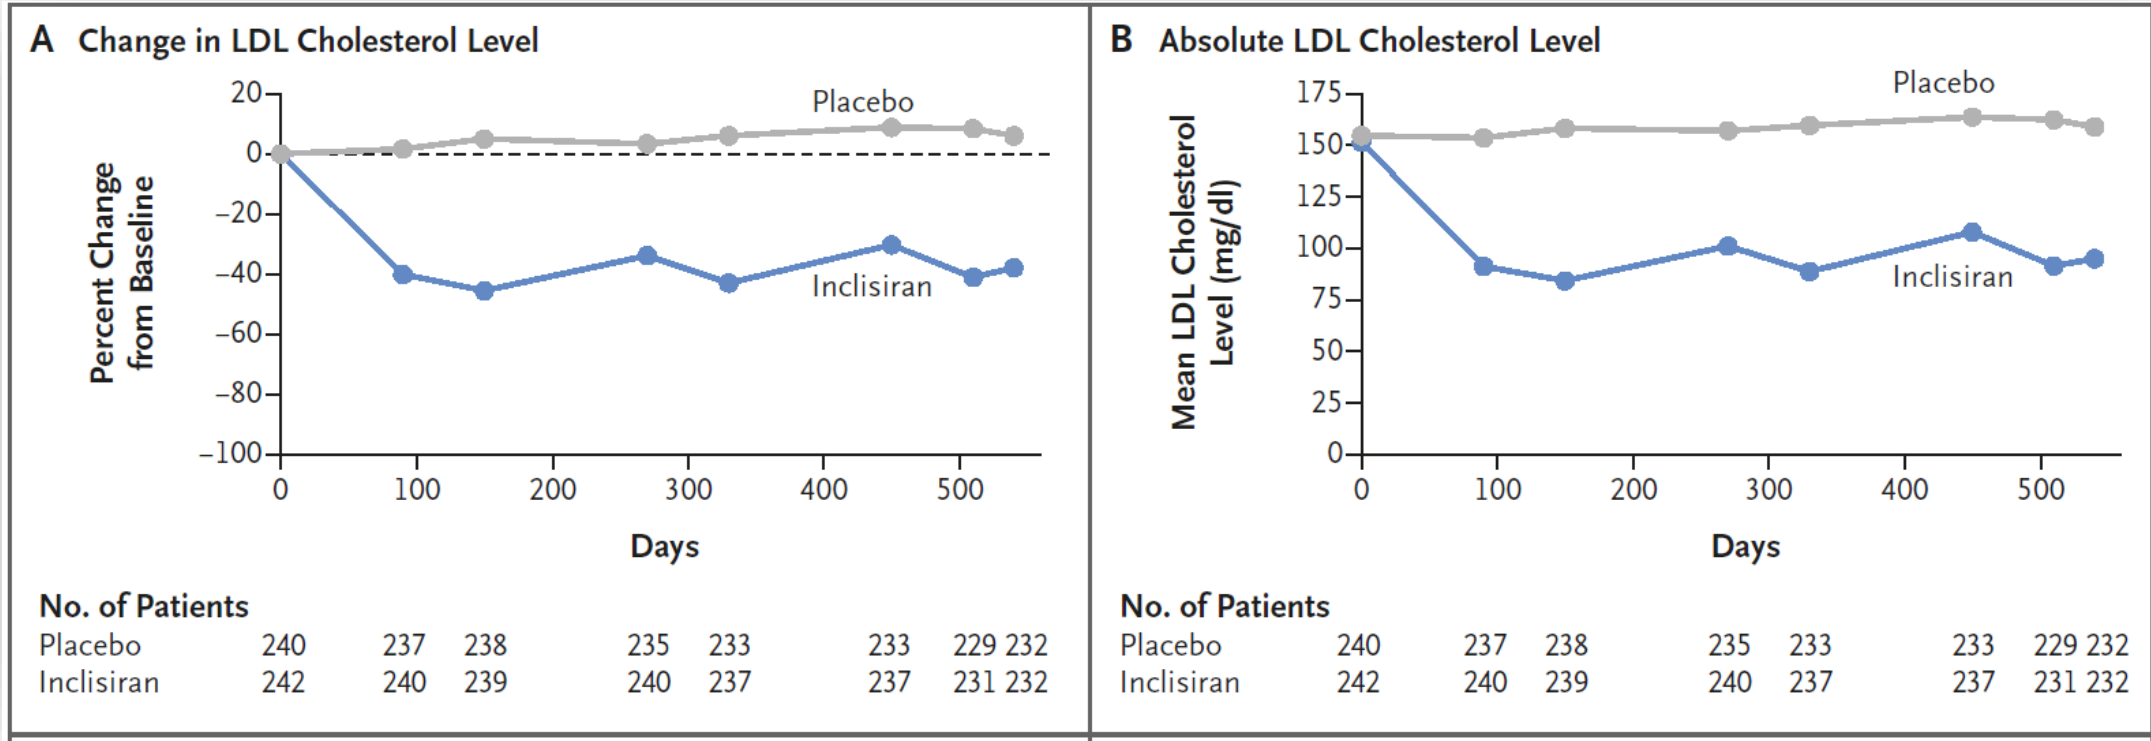 A Change in LDL Cholesterol Level
Percent Change
from Baseline
20
0
–20
–40
–60
–80
–100
Placebo
Inclisiran
0 100 200 300 400 500
Days
No. of Patients
Placebo 240 237 238 235 233 233 229 232
Inclisiran 242 240 239 240 237 237 231 232
B Absolute LDL Cholesterol Level
Mean LDL Cholesterol
Level (mg/dl)
175
150
125
100
75
50
25
0
Placebo
Inclisiran
0 100 200 300 400 500
Days
No. of Patients
Placebo 240 237 238 235 233 233 229 232
Inclisiran 242 240 239 240 237 237 231 232